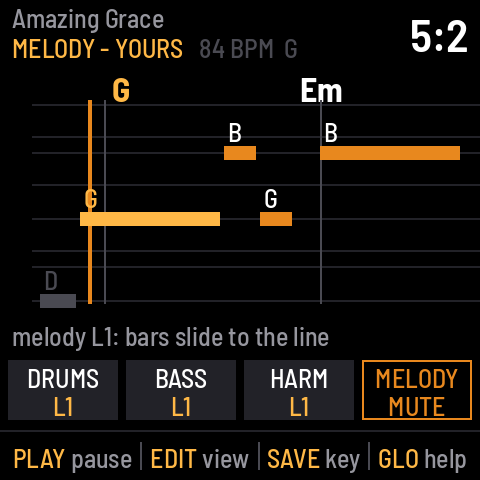 Amazing Grace
MELODY - YOURS 84 BPM G
5:2
G Em
B B
G G
D
melody L1: bars slide to the line
DRUMS BASS HARM MELODY
L1 L1 L1 MUTE
PLAY pause EDIT view SAVE key GLO help